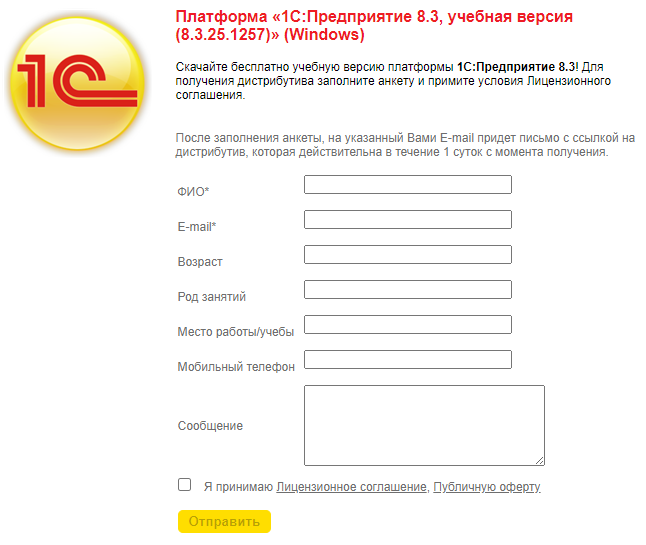 1С
Платформа «1С:Предприятие 8.3, учебная версия
(8.3.25.1257)» (Windows)
Скачайте бесплатно учебную версию платформы 1С:Предприятие 8.3! Для
получения дистрибутива заполните анкету и примите условия Лицензионного
соглашения.
После заполнения анкеты, на указанный Вами E-mail придет письмо с ссылкой на
дистрибутив, которая действительна в течение 1 суток с момента получения.
ФИО*
E-mail*
Возраст
Род занятий
Место работы/учебы
Мобильный телефон
Сообщение
Я принимаю Лицензионное соглашение, Публичную оферту
Отправить